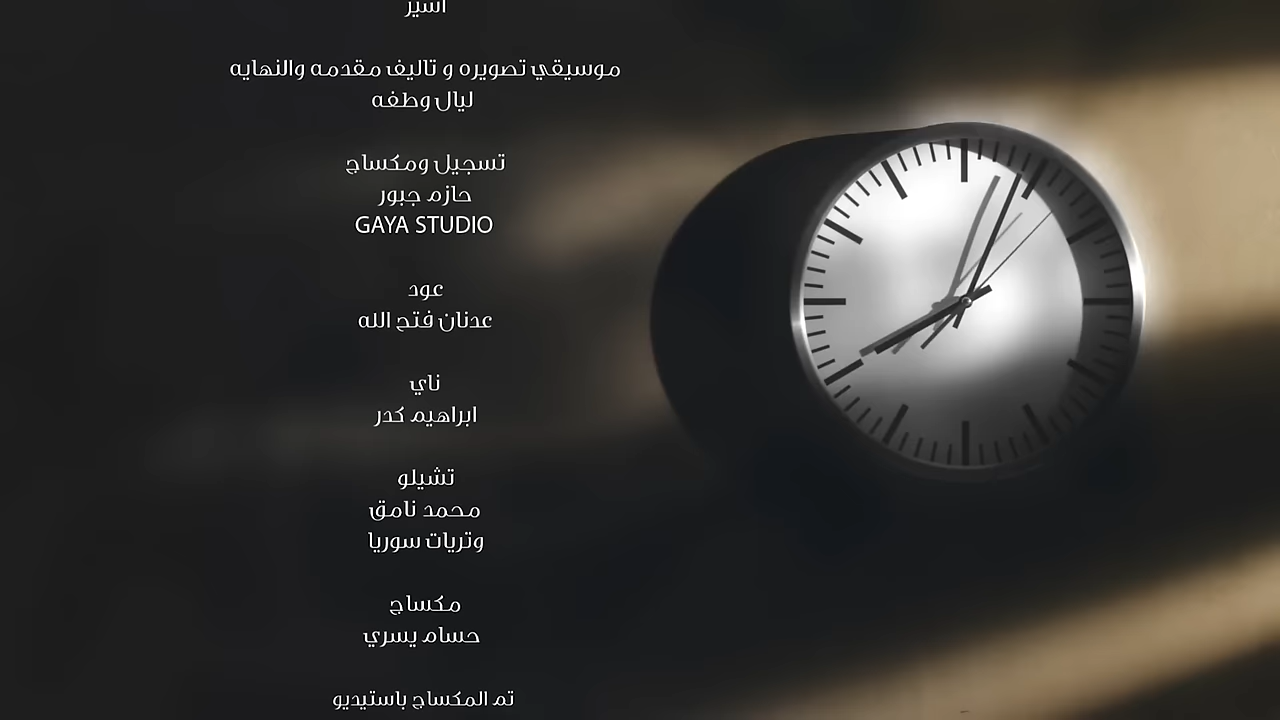 أسير
موسيقي تصويره و تاليف مقدمه والنهايه
ليال وطفه
تسجيل ومكساج
حازم جبور
GAYA STUDIO
عود
عدنان فتح الله
ناي
ابراهيم كدر
تشيلو
محمد نامق
وتريات سوريا
مكساج
حسام يسري
تم المكساج باستيديو